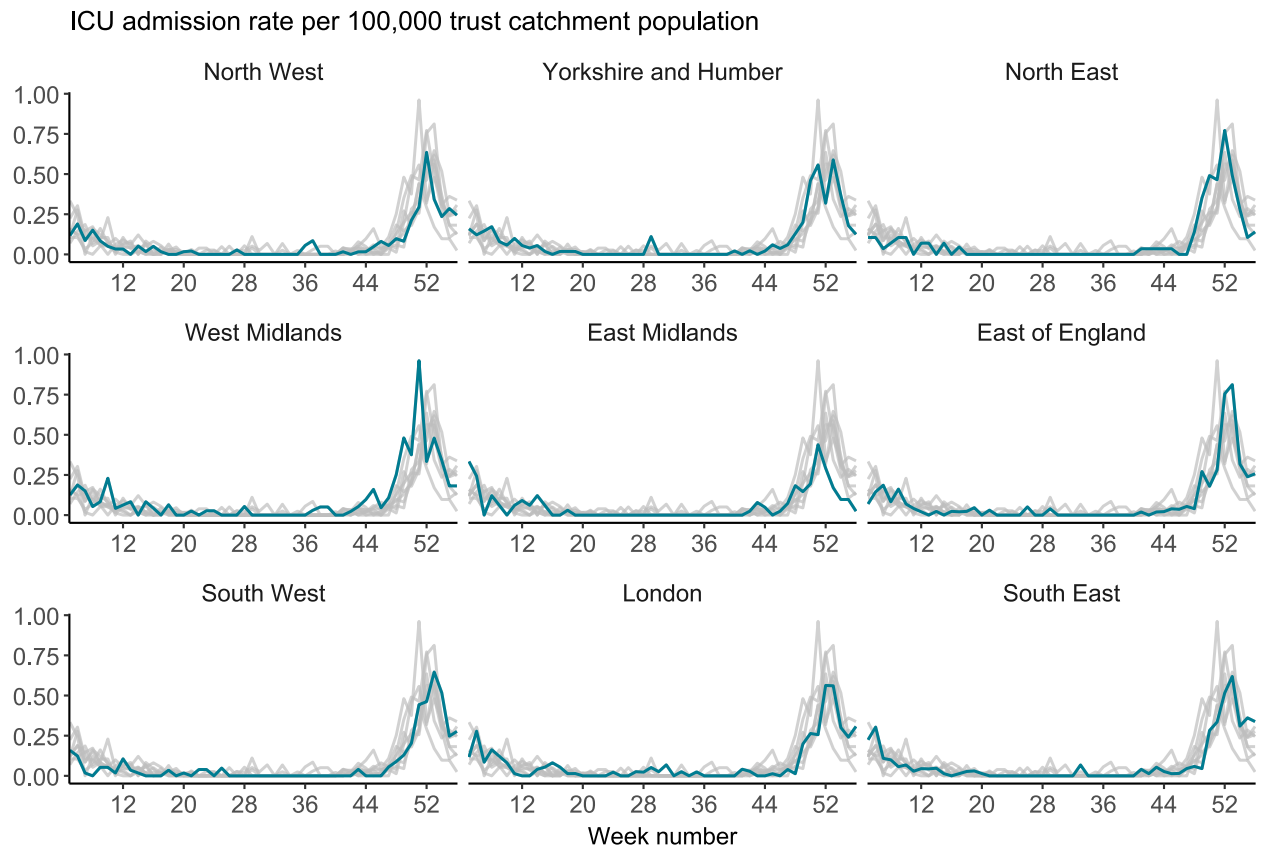 ICU admission rate per 100,000 trust catchment population
North West Yorkshire and Humber North East
1.00
0.75
0.50
0.25
0.00
12 20 28 36 44 52 12 20 28 36 44 52 12 20 28 36 44 52
West Midlands East Midlands East of England
1.00
0.75
0.50
0.25
0.00
12 20 28 36 44 52 12 20 28 36 44 52 12 20 28 36 44 52
South West London South East
1.00
0.75
0.50
0.25
0.00
12 20 28 36 44 52 12 20 28 36 44 52 12 20 28 36 44 52
Week number